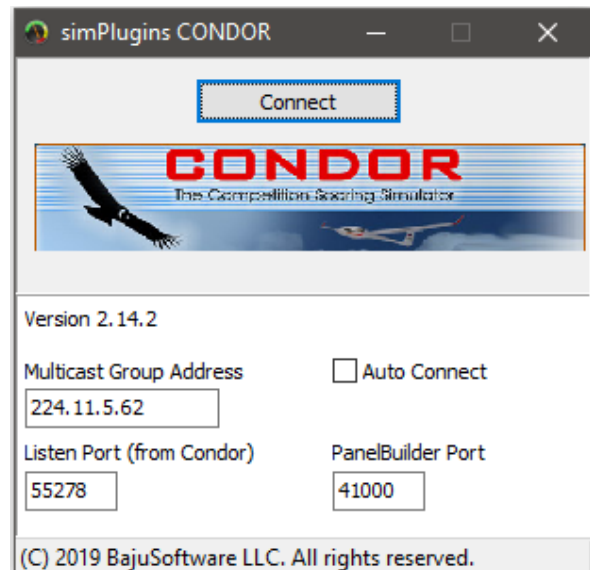 simPlugins CONDOR
Connect
CONDOR
The Competition Soaring Simulator
Version 2.14.2
Multicast Group Address
Auto Connect
224.11.5.62
Listen Port (from Condor)
PanelBuilder Port
55278
41000
(C) 2019 BajuSoftware LLC. All rights reserved.